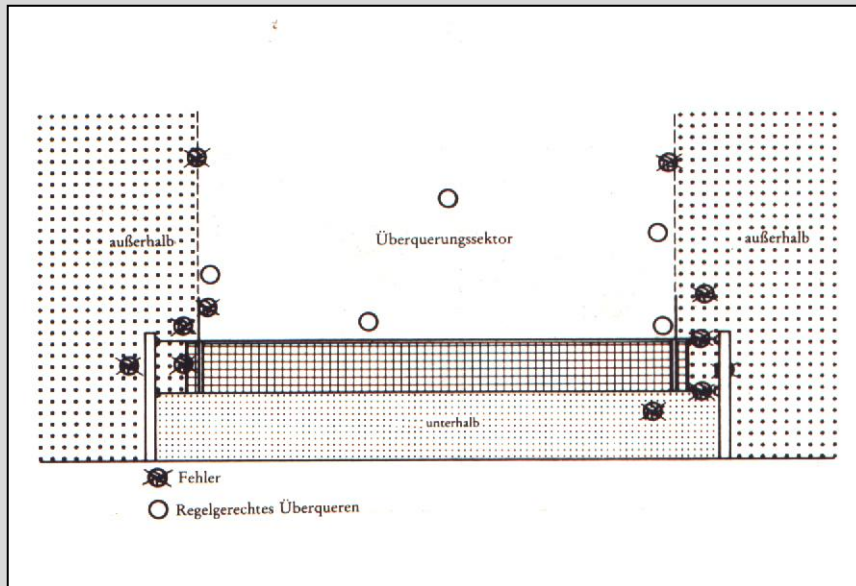 außerhalb
Überquerungssektor
außerhalb
unterhalb
Fehler
Regelgerechtes Überqueren